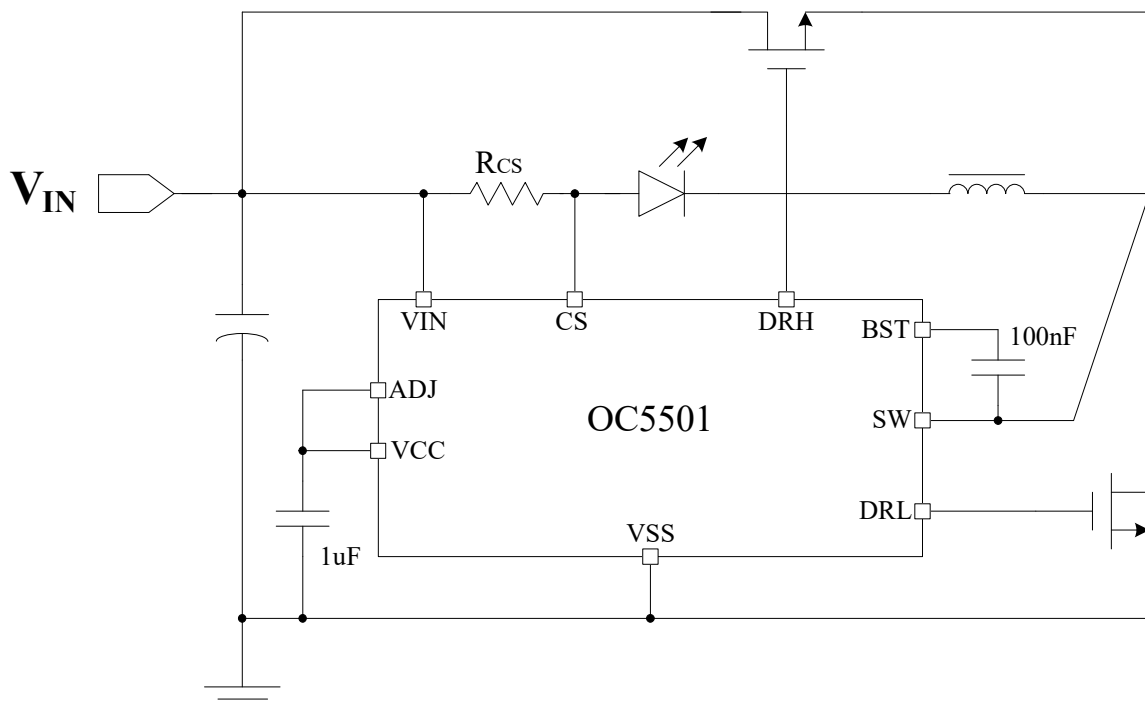 RCS
VIN
VIN
CS
DRH
BST
100nF
ADJ
OC5501
SW
VCC
DRL
VSS
1uF